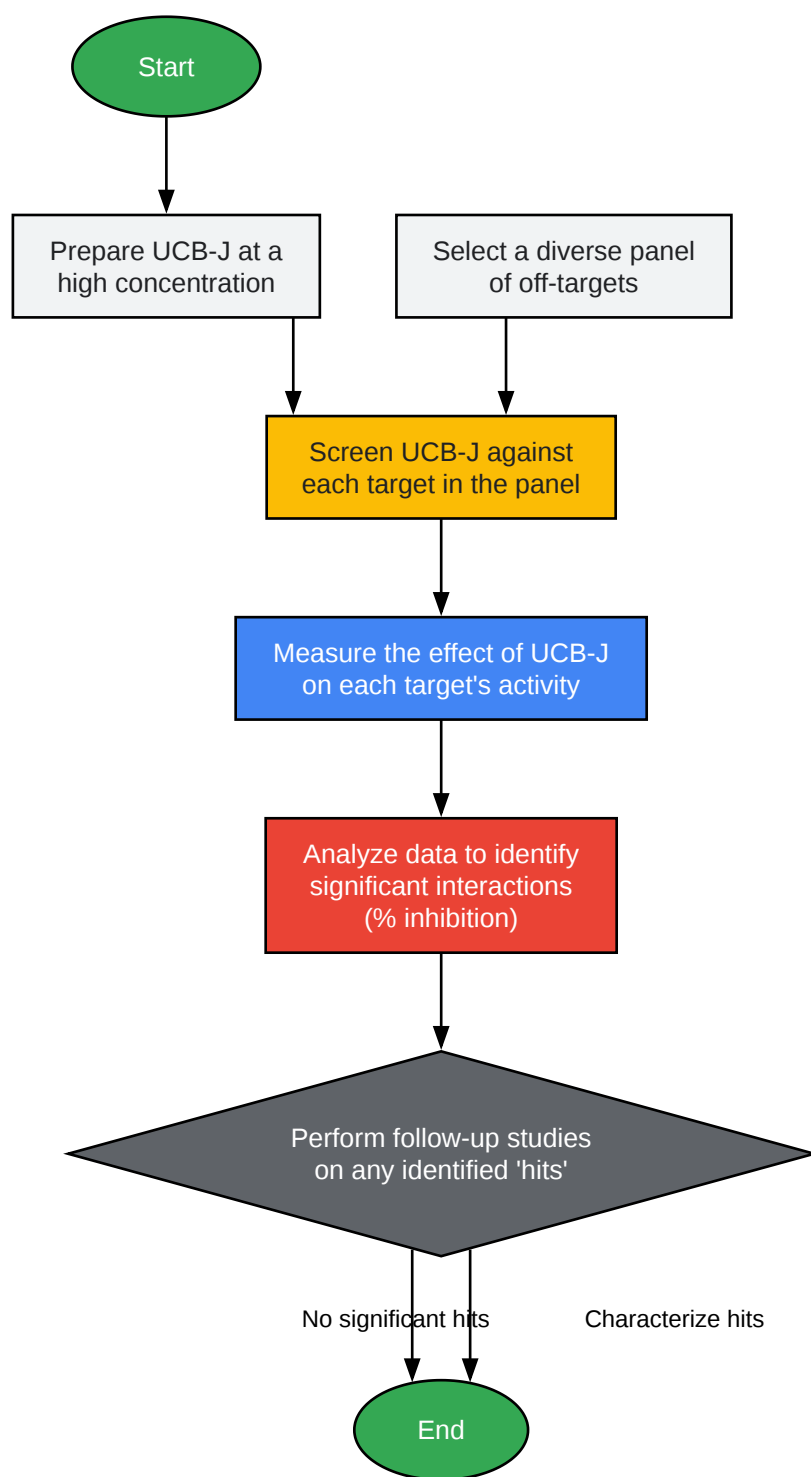 Start
Prepare UCB-J at a
high concentration
Select a diverse panel
of off-targets
Screen UCB-J against
each target in the panel
Measure the effect of UCB-J
on each target's activity
Analyze data to identify
significant interactions
(% inhibition)
Perform follow-up studies
on any identified 'hits'
No significant hits
Characterize hits
End